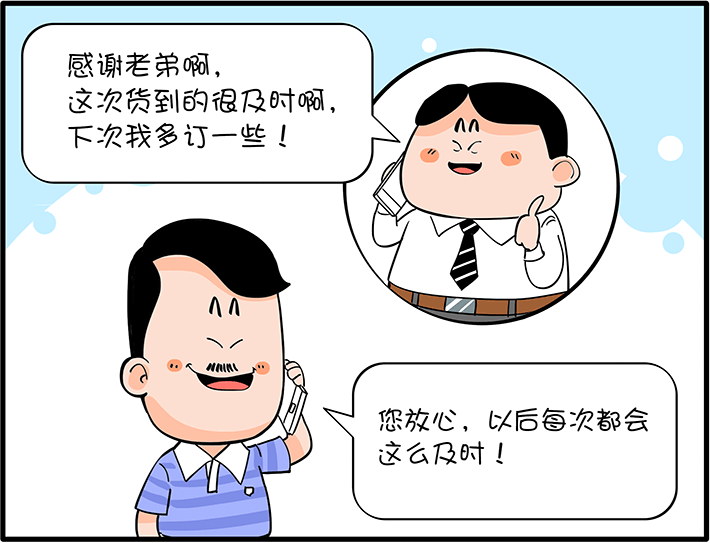 感谢老弟啊，
这次货到的很及时啊，
下次我多订一些！
您放心，以后每次都会
这么及时！